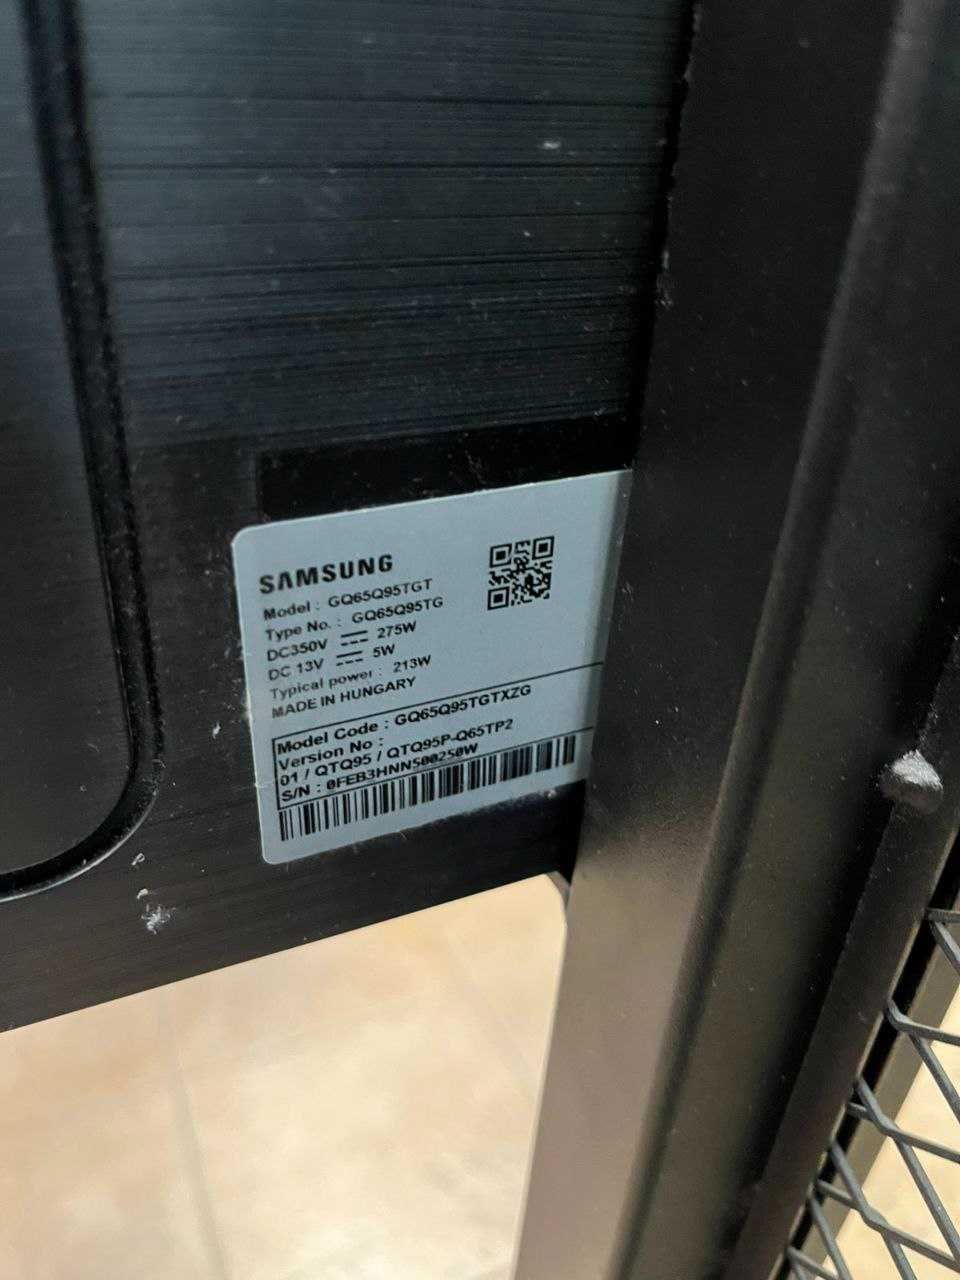 SAMSUNG
Model : GQ65Q95TGT
Type No. : GQ65Q95TG
DC350V ⎓ 275W
DC 13V ⎓ 5W
Typical power : 213W
MADE IN HUNGARY
Model Code : GQ65Q95TGTXZG
Version No :
01 / QTQ95 / QTQ95P-Q65TP2
S/N : 0FEB3HNN500250W